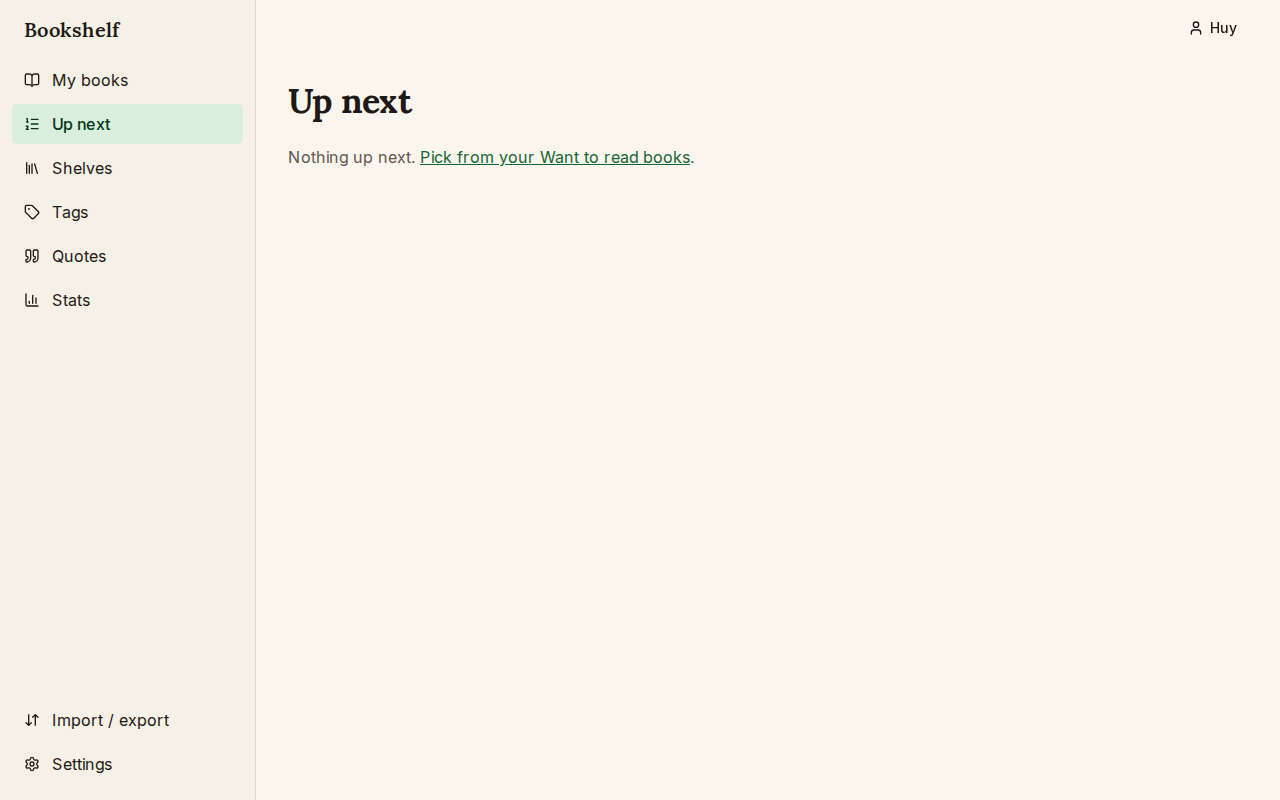 Bookshelf
My books
Up next
Shelves
Tags
Quotes
Stats
Import / export
Settings
Huy
Up next
Nothing up next. Pick from your Want to read books.